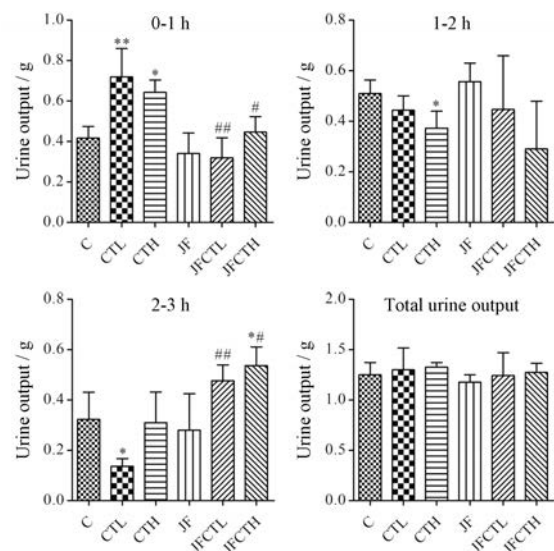 0-1 h
Urine output / g
1.0
0.8
0.6
0.4
0.2
0.0
**
*
##
#
C
CTL
CTH
JF
JFCTL
JFCTH
1-2 h
Urine output / g
0.8
0.6
0.4
0.2
0.0
*
C
CTL
CTH
JF
JFCTL
JFCTH
2-3 h
Urine output / g
0.8
0.6
0.4
0.2
0.0
*
##
*#
C
CTL
CTH
JF
JFCTL
JFCTH
Total urine output
Urine output / g
2.0
1.5
1.0
0.5
0.0
C
CTL
CTH
JF
JFCTL
JFCTH